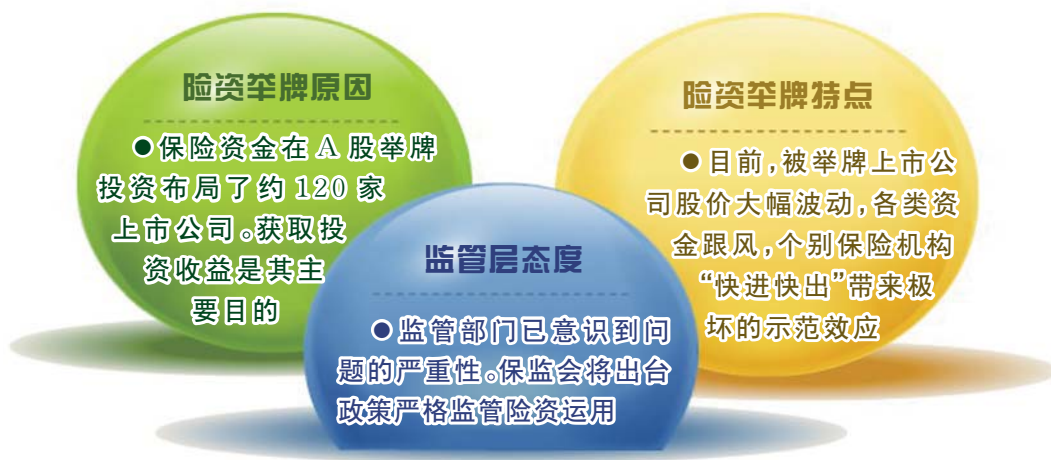 险资举牌原因
●保险资金在 A 股举牌
投资布局了约 120 家
上市公司。获取投
资收益是其主
要目的
监管层态度
●监管部门已意识到问
题的严重性。保监会将出台
政策严格监管险资运用
险资举牌特点
●目前,被举牌上市公
司股价大幅波动,各类资
金跟风,个别保险机构
“快进快出”带来极
坏的示范效应